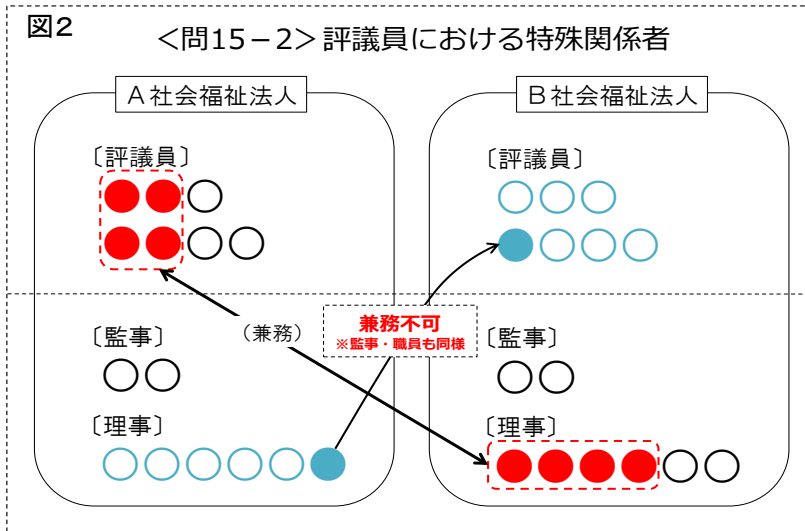 図2
＜問15－2＞評議員における特殊関係者
A社会福祉法人
B社会福祉法人
〔評議員〕
〔評議員〕
兼務不可
※監事・職員も同様
（兼務）
〔監事〕
〔監事〕
〔理事〕
〔理事〕